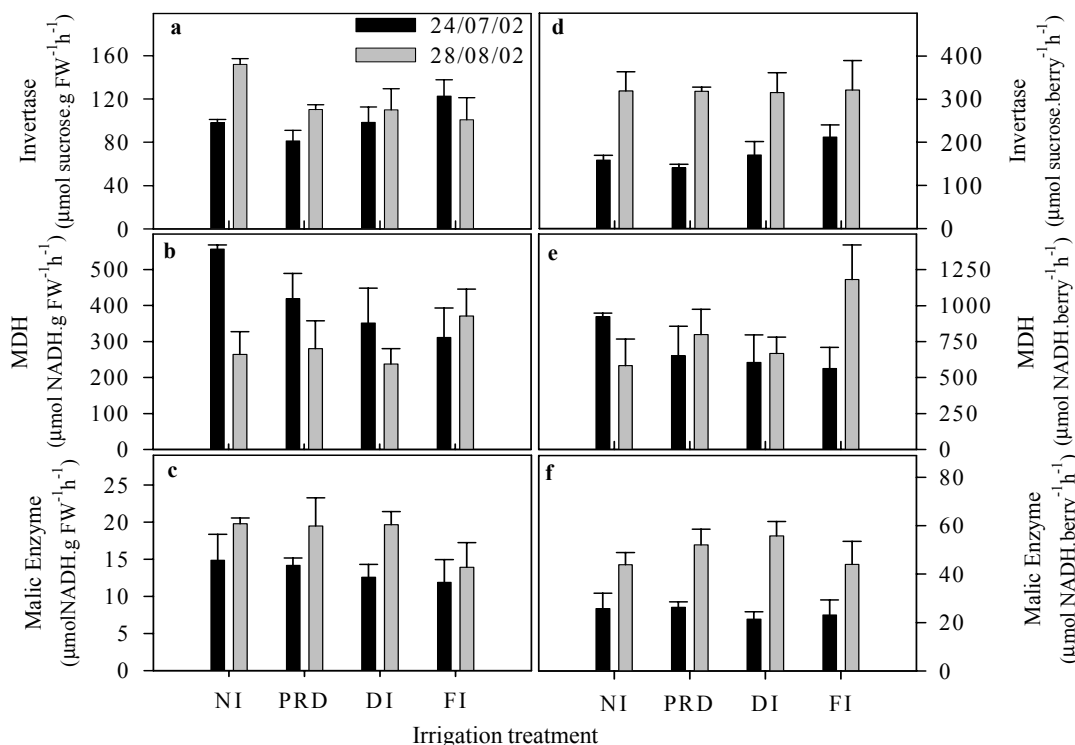 a
24/07/02
28/08/02
d
160
120
80
40
0
Invertase
(µmol sucrose.g FW⁻¹h⁻¹)
400
300
200
100
0
Invertase
(µmol sucrose.berry⁻¹h⁻¹)
b
e
500
400
300
200
100
0
MDH
(µmol NADH.g FW⁻¹h⁻¹)
1250
1000
750
500
250
0
MDH
(µmol NADH.berry⁻¹h⁻¹)
c
f
25
20
15
10
5
0
Malic Enzyme
(µmolNADH.g FW⁻¹h⁻¹)
80
60
40
20
0
Malic Enzyme
(µmol NADH.berry⁻¹h⁻¹)
NI PRD DI FI
NI PRD DI FI
Irrigation treatment